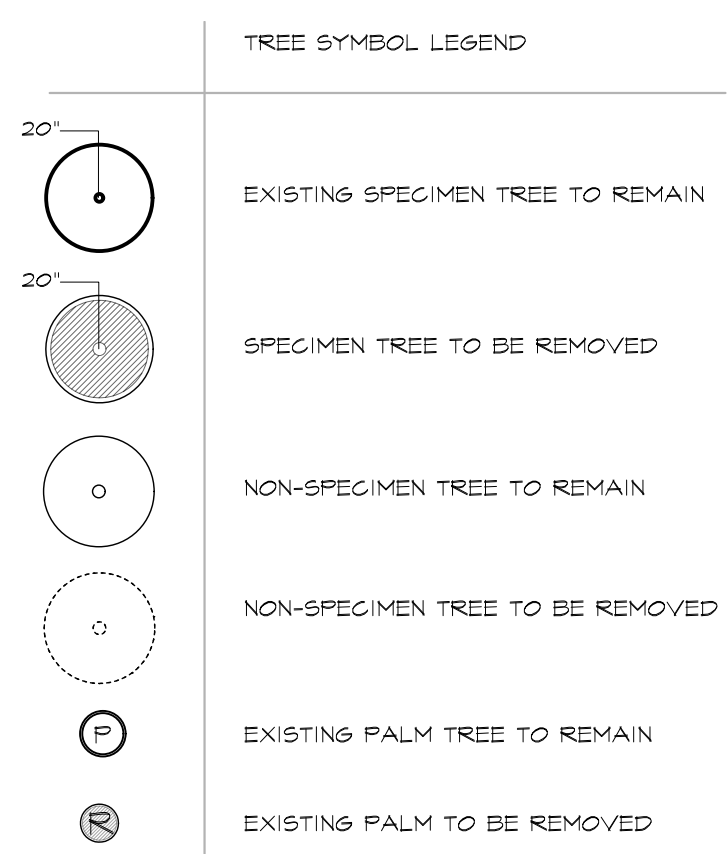 TREE SYMBOL LEGEND
20"
EXISTING SPECIMEN TREE TO REMAIN
20"
SPECIMEN TREE TO BE REMOVED
NON-SPECIMEN TREE TO REMAIN
NON-SPECIMEN TREE TO BE REMOVED
P
EXISTING PALM TREE TO REMAIN
R
EXISTING PALM TO BE REMOVED